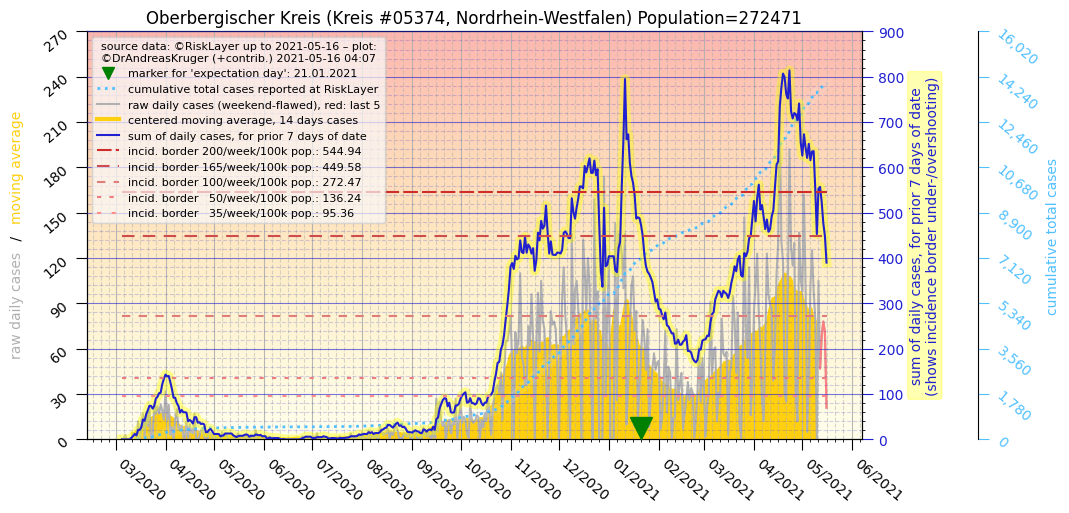 Oberbergischer Kreis (Kreis #05374, Nordrhein-Westfalen) Population=272471
source data: ©RiskLayer up to 2021-05-16 – plot:
©DrAndreasKruger (+contrib.) 2021-05-16 04:07
marker for 'expectation day': 21.01.2021
cumulative total cases reported at RiskLayer
raw daily cases (weekend-flawed), red: last 5
centered moving average, 14 days cases
sum of daily cases, for prior 7 days of date
incid. border 200/week/100k pop.: 544.94
incid. border 165/week/100k pop.: 449.58
incid. border 100/week/100k pop.: 272.47
incid. border   50/week/100k pop.: 136.24
incid. border   35/week/100k pop.: 95.36
raw daily cases   /   moving average
270
240
210
180
150
120
90
60
30
0
03/2020
04/2020
05/2020
06/2020
07/2020
08/2020
09/2020
10/2020
11/2020
12/2020
01/2021
02/2021
03/2021
04/2021
05/2021
06/2021
900
800
700
600
500
400
300
200
100
0
sum of daily cases, for prior 7 days of date
(shows incidence border under-/overshooting)
16,020
14,240
12,460
10,680
8,900
7,120
5,340
3,560
1,780
0
cumulative total cases